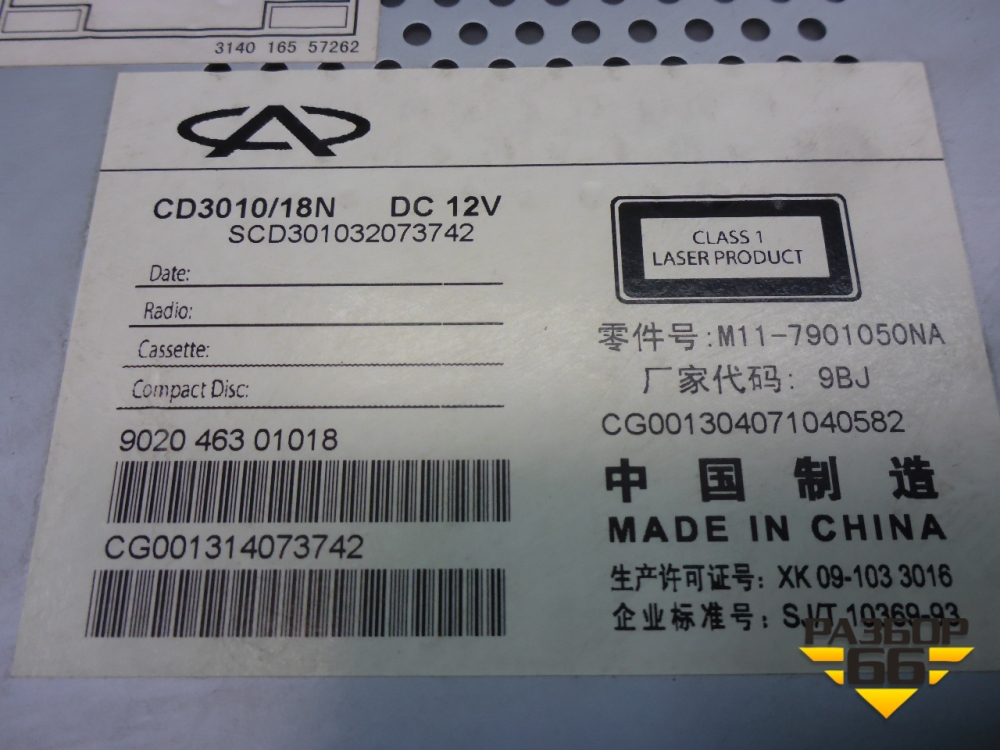 3140 165 57262
CD3010/18N DC 12V
SCD301032073742
Date:
Radio:
Cassette:
Compact Disc:
9020 463 01018
CG001314073742
CLASS 1
LASER PRODUCT
零件号:M11-7901050NA
厂家代码: 9BJ
CG001304071040582
中国制造
MADE IN CHINA
生产许可证号: XK 09-103 3016
企业标准号: SJ/T 10369-93
РАЗБОР
66